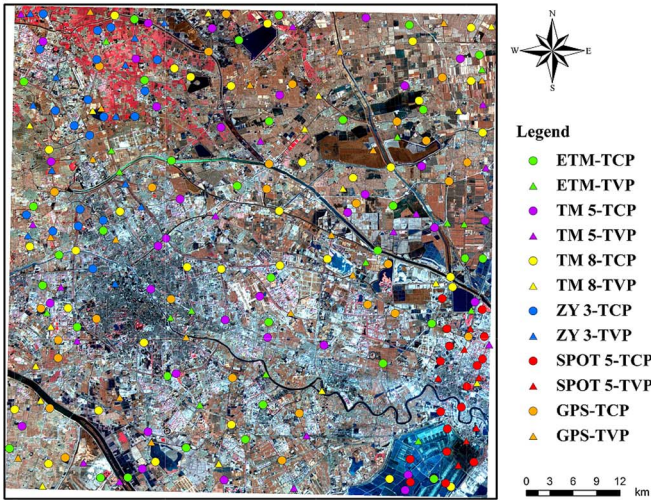 N
W
E
S
Legend
ETM-TCP
ETM-TVP
TM 5-TCP
TM 5-TVP
TM 8-TCP
TM 8-TVP
ZY 3-TCP
ZY 3-TVP
SPOT 5-TCP
SPOT 5-TVP
GPS-TCP
GPS-TVP
0 3 6 9 12
km